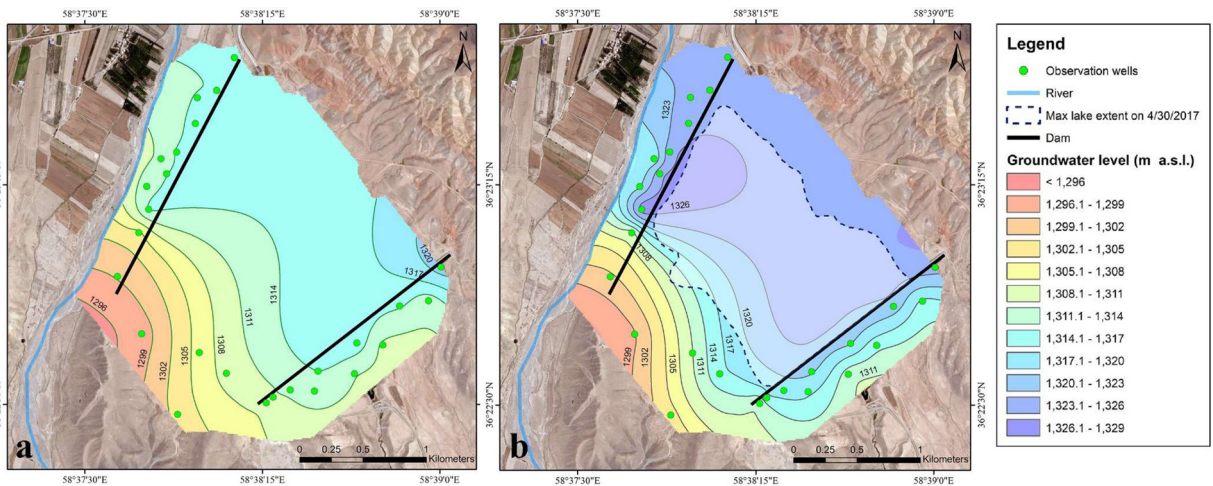 58°37'30"E 58°38'15"E 58°39'0"E
58°37'30"E 58°38'15"E 58°39'0"E
N
N
1323
36°23'15"N
36°23'15"N
1326
1320
1317
1308
1314
1296
1311
1320
1308
1317
1299
1305
1314
1299
1302
1302
1305
1311
1311
36°22'30"N
36°22'30"N
a
0 0.25 0.5 1
Kilometers
b
0 0.25 0.5 1
Kilometers
58°37'30"E 58°38'15"E 58°39'0"E
58°37'30"E 58°38'15"E 58°39'0"E
Legend
Observation wells
River
Max lake extent on 4/30/2017
Dam
Groundwater level (m a.s.l.)
< 1,296
1,296.1 - 1,299
1,299.1 - 1,302
1,302.1 - 1,305
1,305.1 - 1,308
1,308.1 - 1,311
1,311.1 - 1,314
1,314.1 - 1,317
1,317.1 - 1,320
1,320.1 - 1,323
1,323.1 - 1,326
1,326.1 - 1,329